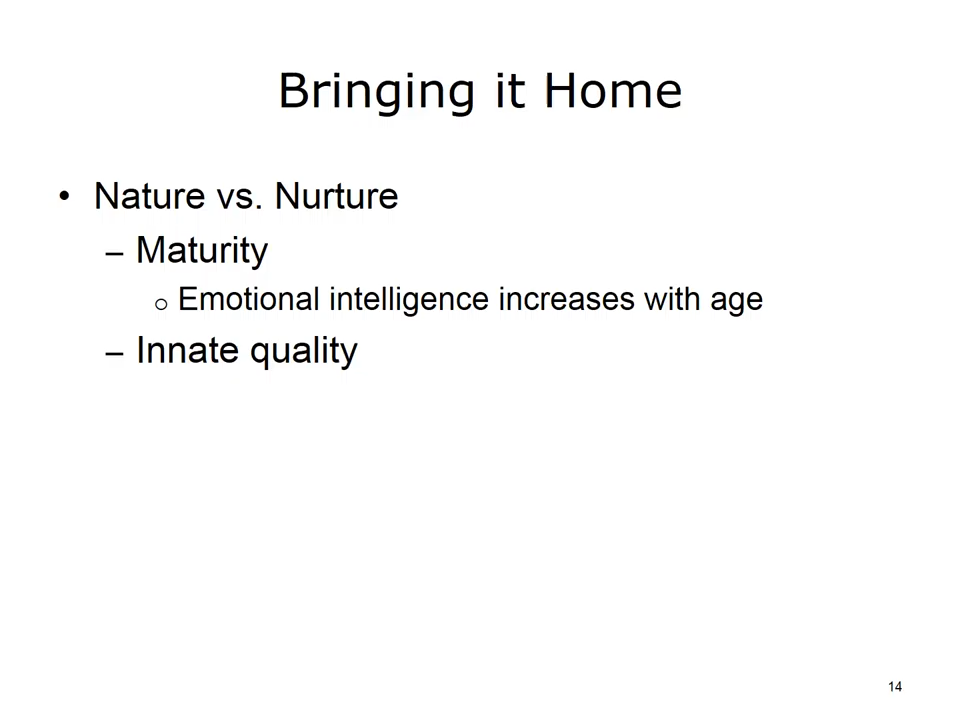 Bringing it Home
• Nature vs. Nurture
– Maturity
o Emotional intelligence increases with age
– Innate quality
14